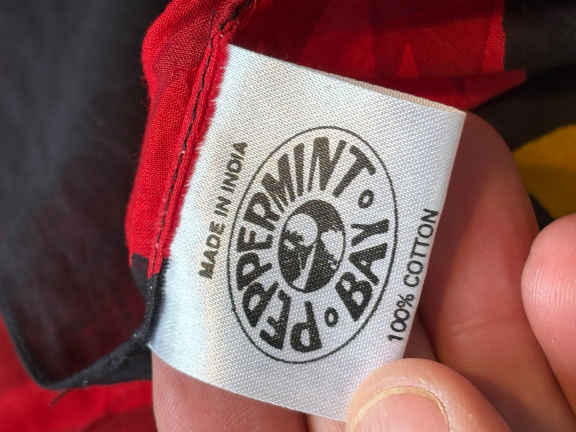 MADE IN INDIA
PEPPERMINT BAY
100% COTTON